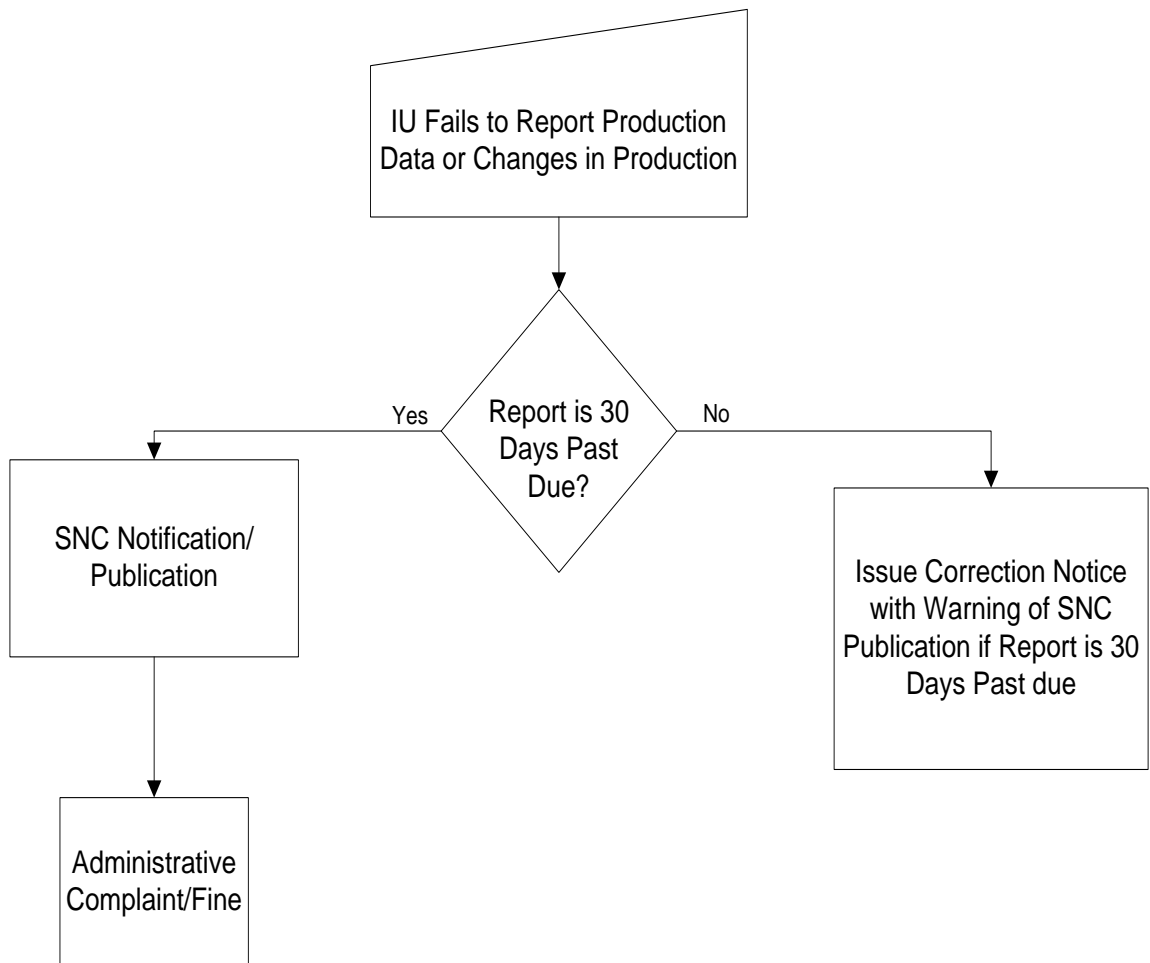 IU Fails to Report Production
Data or Changes in Production
Report is 30
Days Past
Due?
Yes
No
SNC Notification/
Publication
Issue Correction Notice
with Warning of SNC
Publication if Report is 30
Days Past due
Administrative
Complaint/Fine